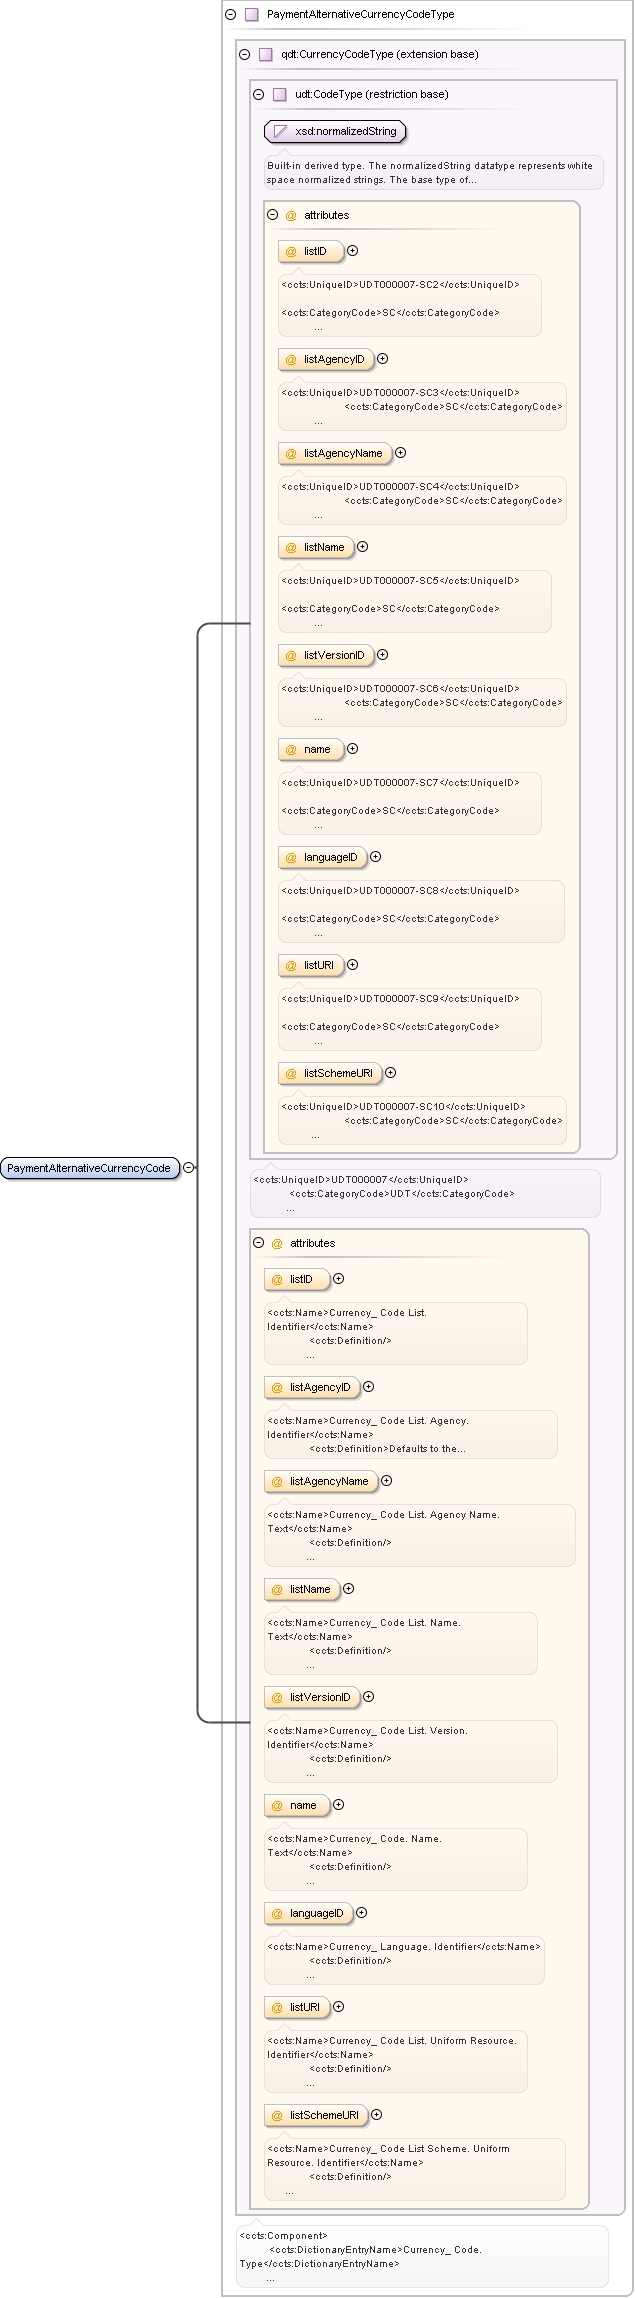 PaymentAlternativeCurrencyCodeType
qdt:CurrencyCodeType (extension base)
udt:CodeType (restriction base)
xsd:normalizedString
Built-in derived type. The normalizedString datatype represents white
space normalized strings. The base type of...
@ attributes
@ listID
<ccts:UniqueID>UDT000007-SC2</ccts:UniqueID>
<ccts:CategoryCode>SC</ccts:CategoryCode>
...
@ listAgencyID
<ccts:UniqueID>UDT000007-SC3</ccts:UniqueID>
<ccts:CategoryCode>SC</ccts:CategoryCode>
...
@ listAgencyName
<ccts:UniqueID>UDT000007-SC4</ccts:UniqueID>
<ccts:CategoryCode>SC</ccts:CategoryCode>
...
@ listName
<ccts:UniqueID>UDT000007-SC5</ccts:UniqueID>
<ccts:CategoryCode>SC</ccts:CategoryCode>
...
@ listVersionID
<ccts:UniqueID>UDT000007-SC6</ccts:UniqueID>
<ccts:CategoryCode>SC</ccts:CategoryCode>
...
@ name
<ccts:UniqueID>UDT000007-SC7</ccts:UniqueID>
<ccts:CategoryCode>SC</ccts:CategoryCode>
...
@ languageID
<ccts:UniqueID>UDT000007-SC8</ccts:UniqueID>
<ccts:CategoryCode>SC</ccts:CategoryCode>
...
@ listURI
<ccts:UniqueID>UDT000007-SC9</ccts:UniqueID>
<ccts:CategoryCode>SC</ccts:CategoryCode>
...
@ listSchemeURI
<ccts:UniqueID>UDT000007-SC10</ccts:UniqueID>
<ccts:CategoryCode>SC</ccts:CategoryCode>
...
PaymentAlternativeCurrencyCode
<ccts:UniqueID>UDT000007</ccts:UniqueID>
<ccts:CategoryCode>UDT</ccts:CategoryCode>
...
@ attributes
@ listID
<ccts:Name>Currency_ Code List.
Identifier</ccts:Name>
<ccts:Definition/>
...
@ listAgencyID
<ccts:Name>Currency_ Code List. Agency.
Identifier</ccts:Name>
<ccts:Definition>Defaults to the...
@ listAgencyName
<ccts:Name>Currency_ Code List. Agency Name.
Text</ccts:Name>
<ccts:Definition/>
...
@ listName
<ccts:Name>Currency_ Code List. Name.
Text</ccts:Name>
<ccts:Definition/>
...
@ listVersionID
<ccts:Name>Currency_ Code List. Version.
Identifier</ccts:Name>
<ccts:Definition/>
...
@ name
<ccts:Name>Currency_ Code. Name.
Text</ccts:Name>
<ccts:Definition/>
...
@ languageID
<ccts:Name>Currency_ Language. Identifier</ccts:Name>
<ccts:Definition/>
...
@ listURI
<ccts:Name>Currency_ Code List. Uniform Resource.
Identifier</ccts:Name>
<ccts:Definition/>
...
@ listSchemeURI
<ccts:Name>Currency_ Code List Scheme. Uniform
Resource. Identifier</ccts:Name>
<ccts:Definition/>
...
<ccts:Component>
<ccts:DictionaryEntryName>Currency_ Code.
Type</ccts:DictionaryEntryName>
...